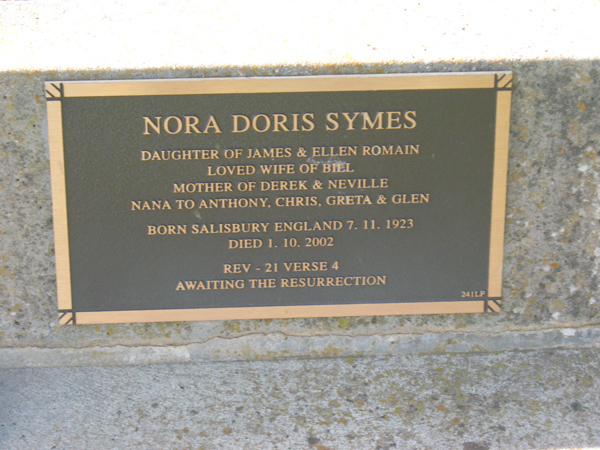 NORA DORIS SYMES
DAUGHTER OF JAMES & ELLEN ROMAIN
LOVED WIFE OF BILL
MOTHER OF DEREK & NEVILLE
NANA TO ANTHONY, CHRIS, GRETA & GLEN
BORN SALISBURY ENGLAND 7. 11. 1923
DIED 1. 10. 2002
REV - 21 VERSE 4
AWAITING THE RESURRECTION
241LP